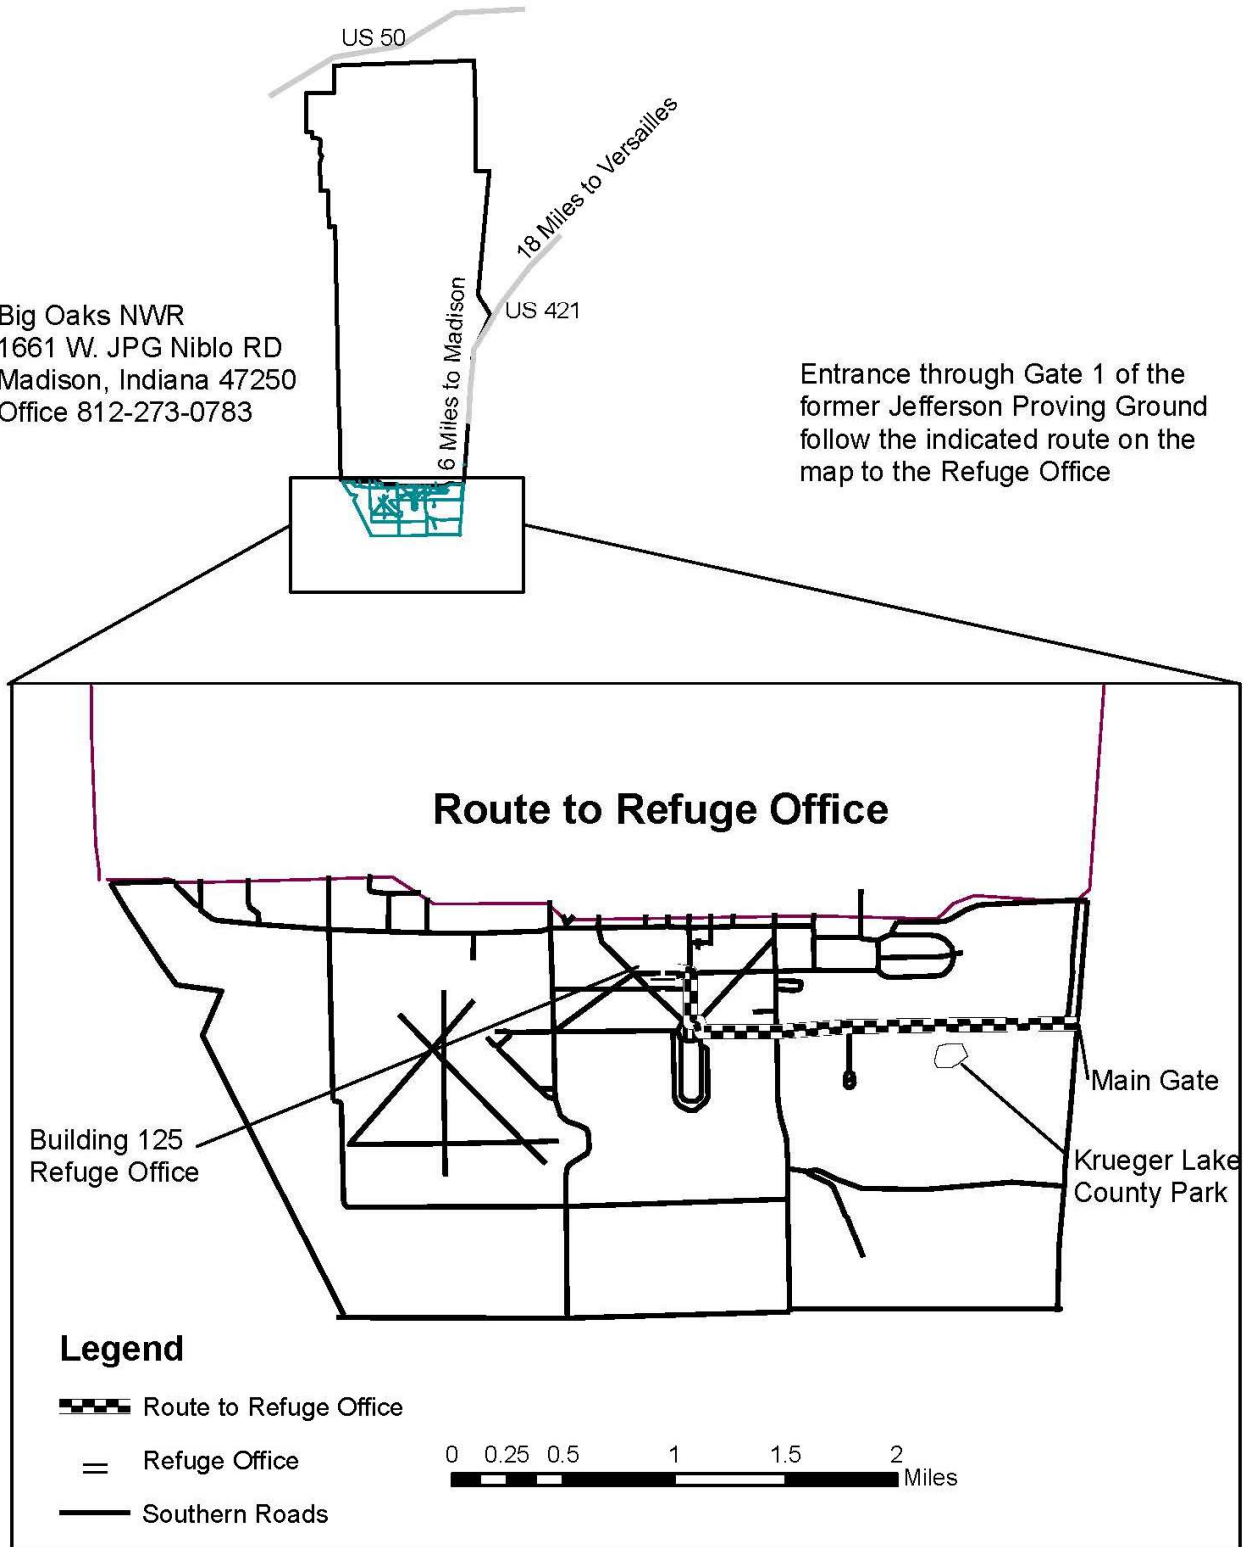 US 50
18 Miles to Versailles
US 421
6 Miles to Madison
Big Oaks NWR
1661 W. JPG Niblo RD
Madison, Indiana 47250
Office 812-273-0783
Entrance through Gate 1 of the
former Jefferson Proving Ground
follow the indicated route on the
map to the Refuge Office
Route to Refuge Office
Main Gate
Building 125
Refuge Office
Krueger Lake
County Park
Legend
Route to Refuge Office
Refuge Office
Southern Roads
0 0.25 0.5 1 1.5 2
Miles